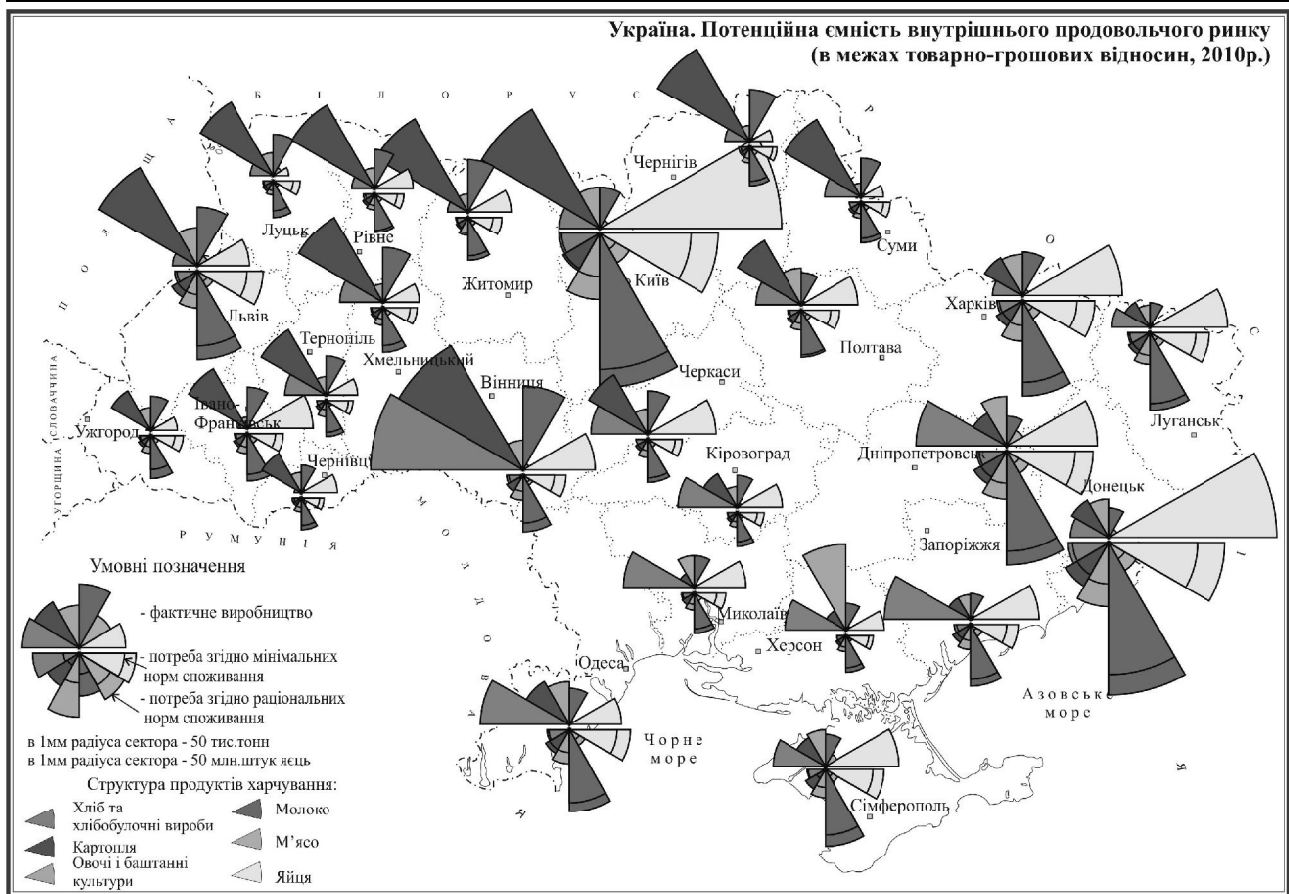 Україна. Потенційна ємність внутрішнього продовольчого ринку
(в межах товарно-грошових відносин, 2010р.)
Б І Л О Р У С
Р О С І Я
П О Л Ь Щ А
СЛОВАЧЧИНА
УГОРЩИНА
Р У М У Н І Я
М О Л Д О В А
Чернігів
Луцьк
Рівне
Житомир
Київ
Суми
Львів
Тернопіль
Хмельницький
Вінниця
Черкаси
Полтава
Харків
Луганськ
Ужгород
Івано-
Франківськ
Чернівці
Кірозоград
Дніпропетровськ
Донецьк
Запоріжжя
Миколаїв
Херсон
Одеса
Сімферополь
Азовське
море
Чорне
море
Умовні позначення
- фактичне виробництво
- потреба згідно мінімальних
норм споживання
- потреба згідно раціональних
норм споживання
в 1мм радіуса сектора - 50 тис.тонн
в 1мм радіуса сектора - 50 млн.штук яєць
Структура продуктів харчування:
Хліб та
хлібобулочні вироби
Картопля
Овочі і баштанні
культури
Молоко
М’ясо
Яйця